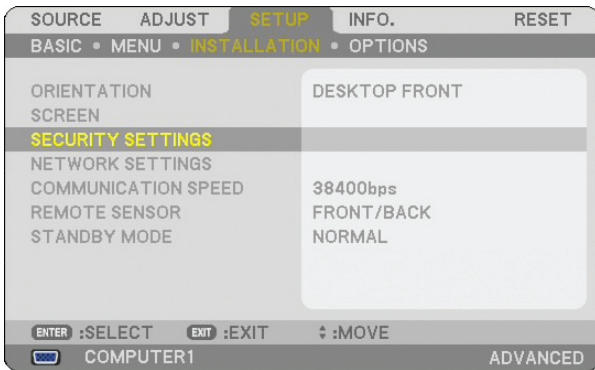 SOURCE ADJUST SETUP INFO. RESET
BASIC • MENU • INSTALLATION • OPTIONS
ORIENTATION DESKTOP FRONT
SCREEN
SECURITY SETTINGS
NETWORK SETTINGS
COMMUNICATION SPEED 38400bps
REMOTE SENSOR FRONT/BACK
STANDBY MODE NORMAL
ENTER :SELECT EXIT :EXIT :MOVE
COMPUTER1 ADVANCED